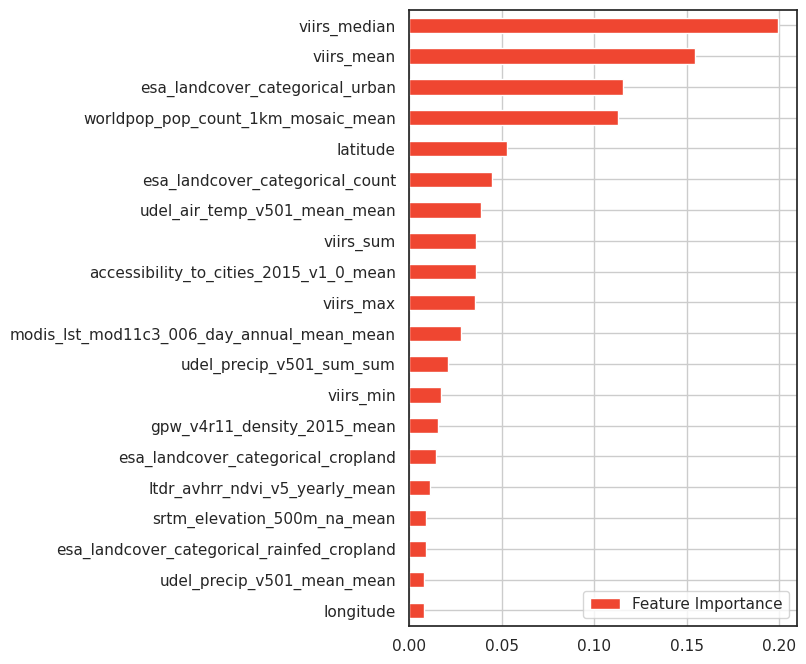 viirs_median
viirs_mean
esa_landcover_categorical_urban
worldpop_pop_count_1km_mosaic_mean
latitude
esa_landcover_categorical_count
udel_air_temp_v501_mean_mean
viirs_sum
accessibility_to_cities_2015_v1_0_mean
viirs_max
modis_lst_mod11c3_006_day_annual_mean_mean
udel_precip_v501_sum_sum
viirs_min
gpw_v4r11_density_2015_mean
esa_landcover_categorical_cropland
ltdr_avhrr_ndvi_v5_yearly_mean
srtm_elevation_500m_na_mean
esa_landcover_categorical_rainfed_cropland
udel_precip_v501_mean_mean
longitude
Feature Importance
0.00 0.05 0.10 0.15 0.20